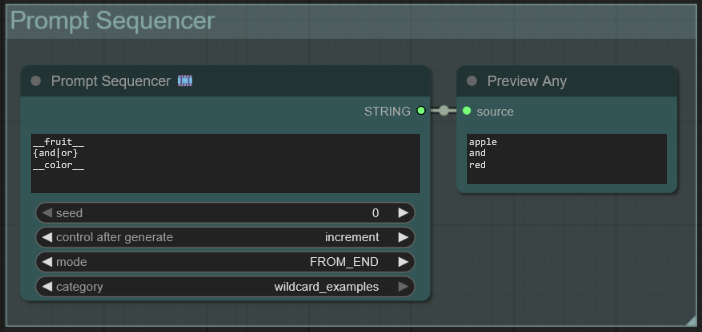 Prompt Sequencer
Prompt Sequencer
STRING
__fruit__
{and|or}
__color__
seed 0
control after generate increment
mode FROM_END
category wildcard_examples
Preview Any
source
apple
and
red